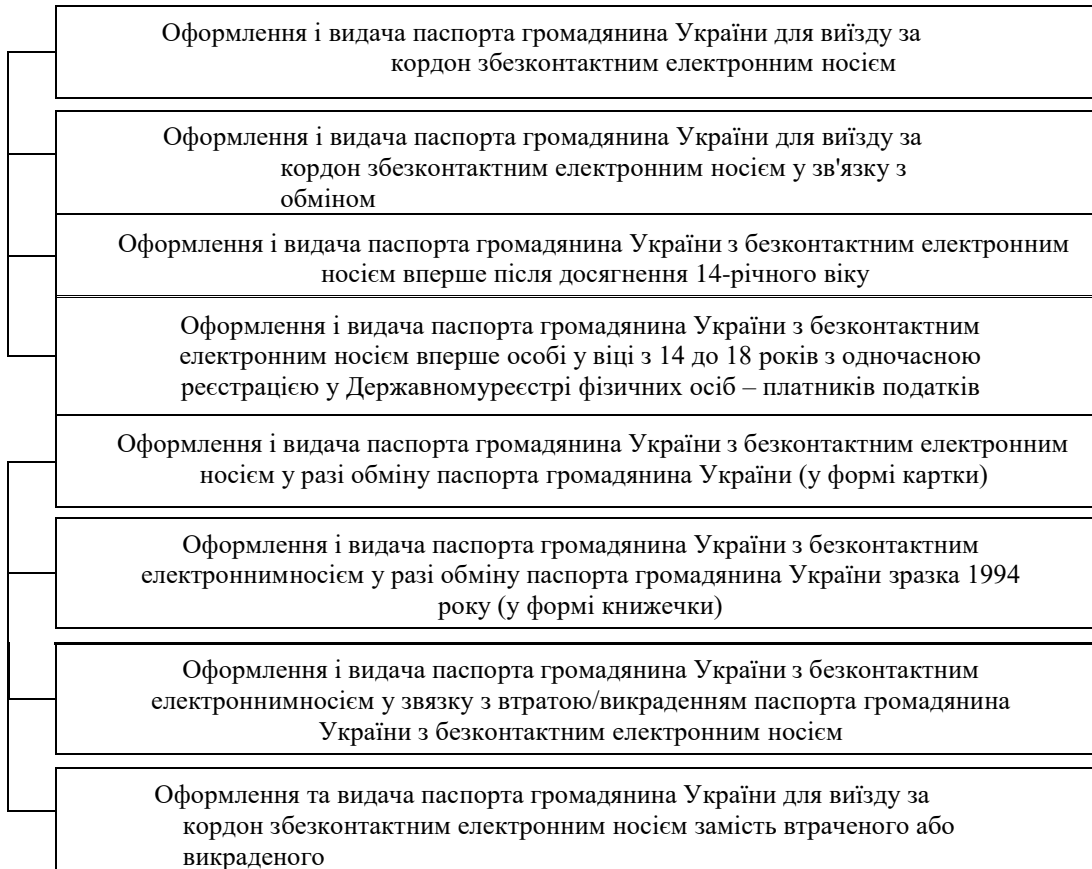 Оформлення і видача паспорта громадянина України для виїзду за
кордон збезконтактним електронним носієм
Оформлення і видача паспорта громадянина України для виїзду за
кордон збезконтактним електронним носієм у зв'язку з
обміном
Оформлення і видача паспорта громадянина України з безконтактним електронним
носієм вперше після досягнення 14-річного віку
Оформлення і видача паспорта громадянина України з безконтактним
електронним носієм вперше особі у віці з 14 до 18 років з одночасною
реєстрацією у Державномуреєстрі фізичних осіб – платників податків
Оформлення і видача паспорта громадянина України з безконтактним електронним
носієм у разі обміну паспорта громадянина України (у формі картки)
Оформлення і видача паспорта громадянина України з безконтактним
електроннимносієм у разі обміну паспорта громадянина України зразка 1994
року (у формі книжечки)
Оформлення і видача паспорта громадянина України з безконтактним
електроннимносієм у звязку з втратою/викраденням паспорта громадянина
України з безконтактним електронним носієм
Оформлення та видача паспорта громадянина України для виїзду за
кордон збезконтактним електронним носієм замість втраченого або
викраденого